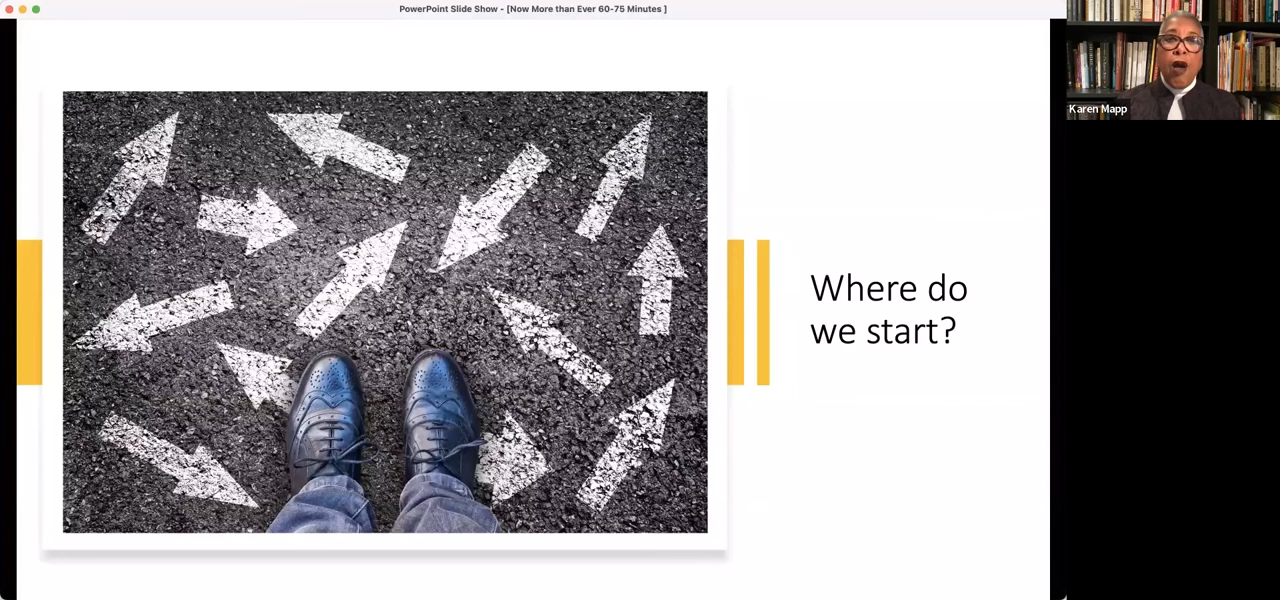 PowerPoint Slide Show - [Now More than Ever 60-75 Minutes ]
Karen Mapp
Where do
we start?